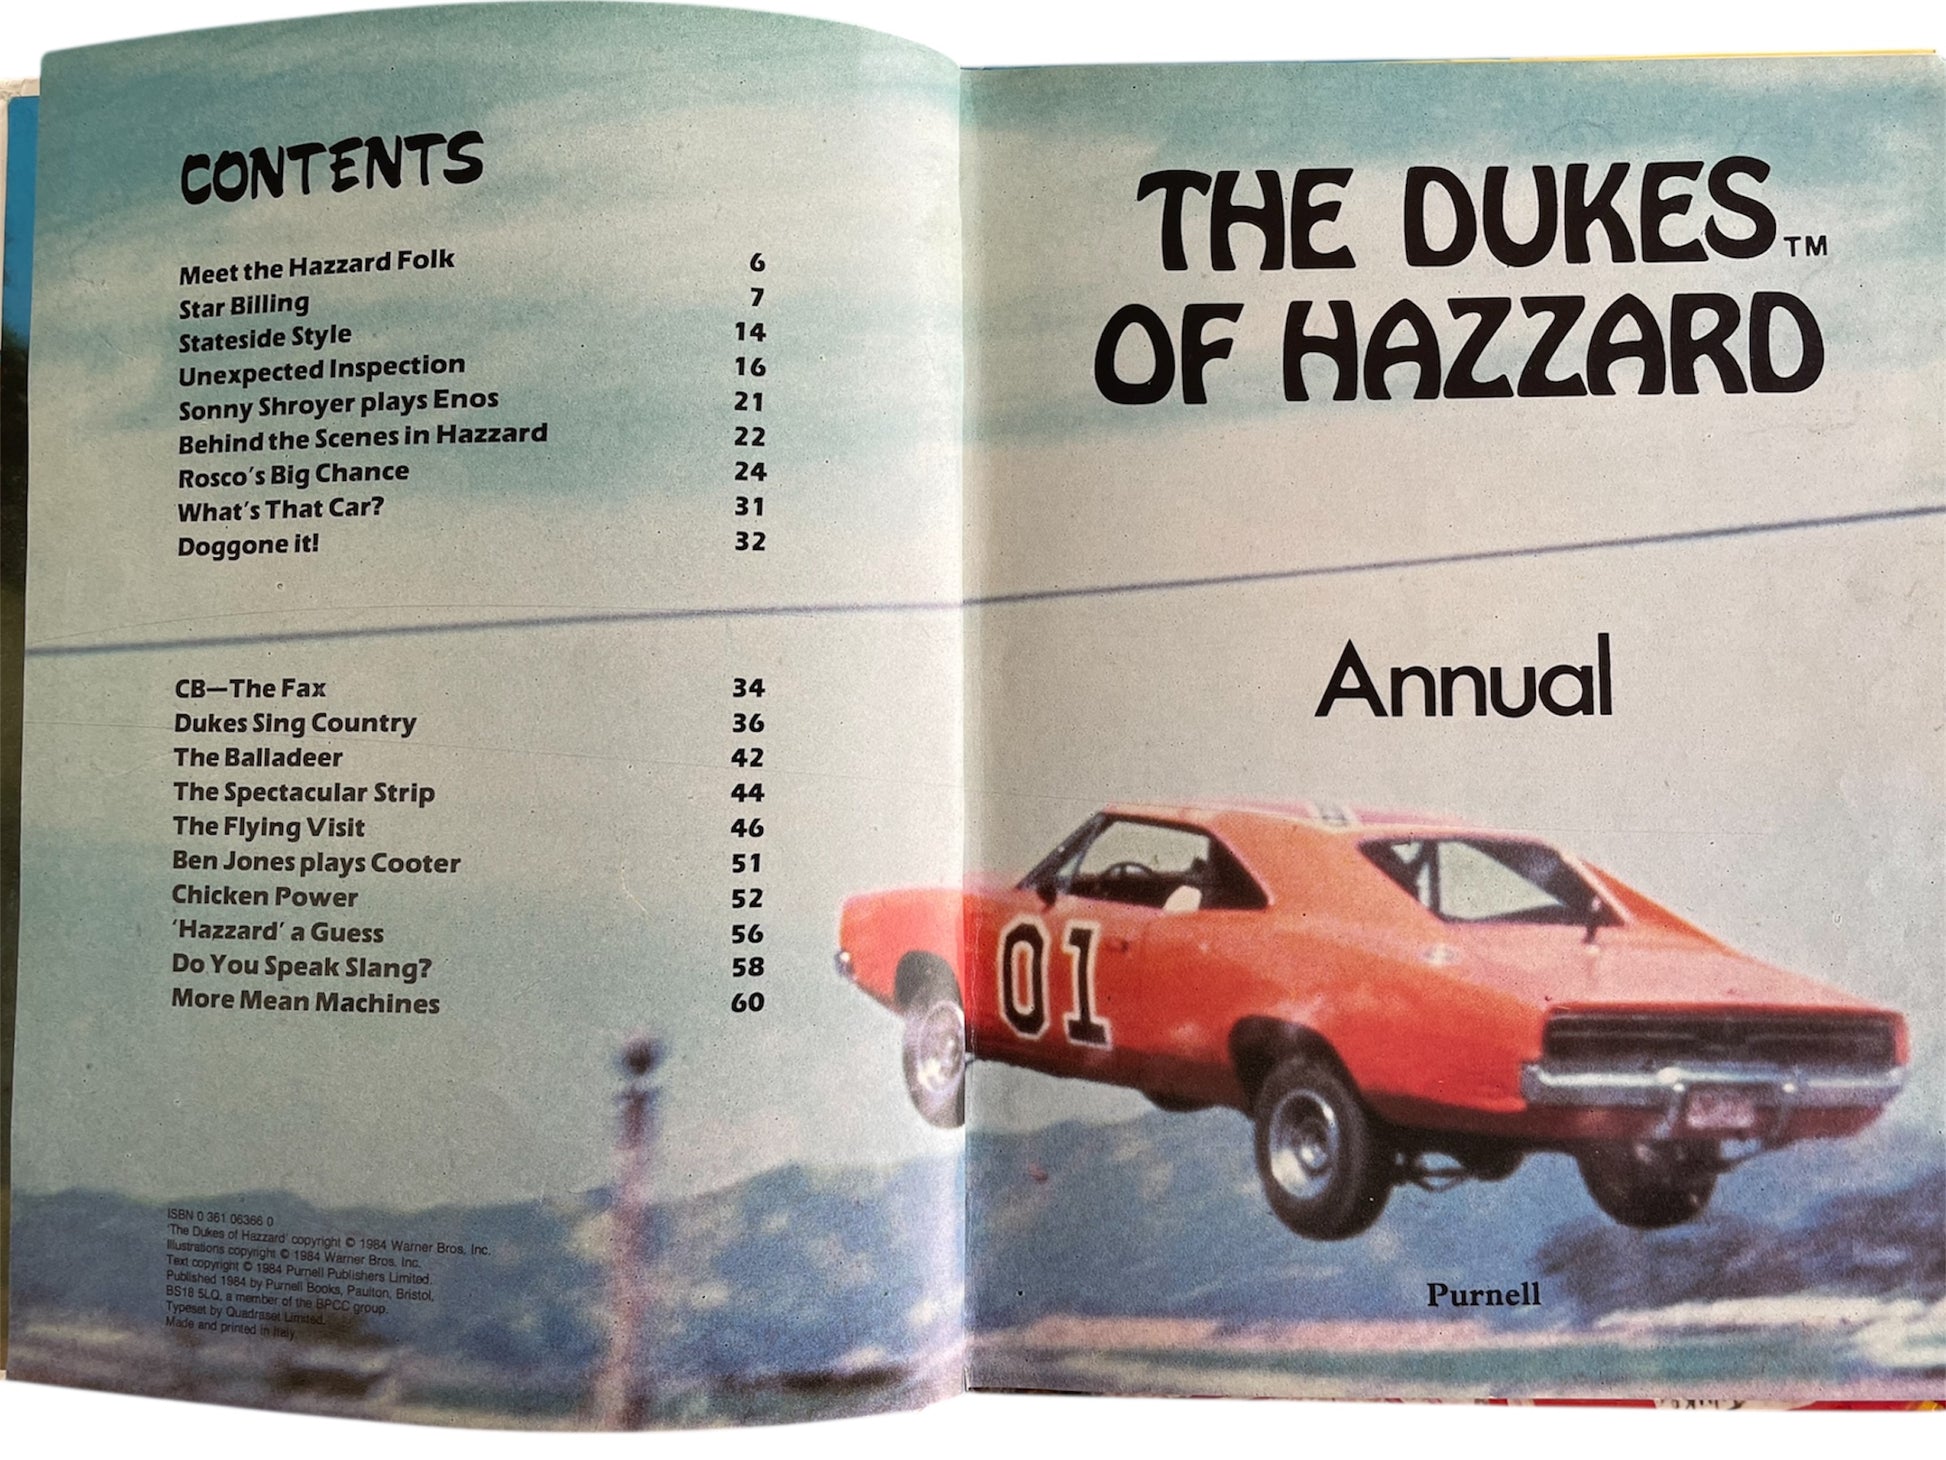 CONTENTS
Meet the Hazzard Folk 6
Star Billing 7
Stateside Style 14
Unexpected Inspection 16
Sonny Shroyer plays Enos 21
Behind the Scenes in Hazzard 22
Rosco's Big Chance 24
What's That Car? 31
Doggone it! 32
CB—The Fax 34
Dukes Sing Country 36
The Balladeer 42
The Spectacular Strip 44
The Flying Visit 46
Ben Jones plays Cooter 51
Chicken Power 52
'Hazzard' a Guess 56
Do You Speak Slang? 58
More Mean Machines 60
ISBN 0 361 06366 0
'The Dukes of Hazzard' copyright © 1984 Warner Bros, Inc.
Illustrations copyright © 1984 Warner Bros. Inc.
Text copyright © 1984 Purnell Publishers Limited.
Published 1984 by Purnell Books, Paulton, Bristol,
BS18 5LQ, a member of the BPCC group.
Typeset by Quadraset Limited.
Made and printed in Italy
THE DUKES TM
OF HAZZARD
Annual
01
Purnell